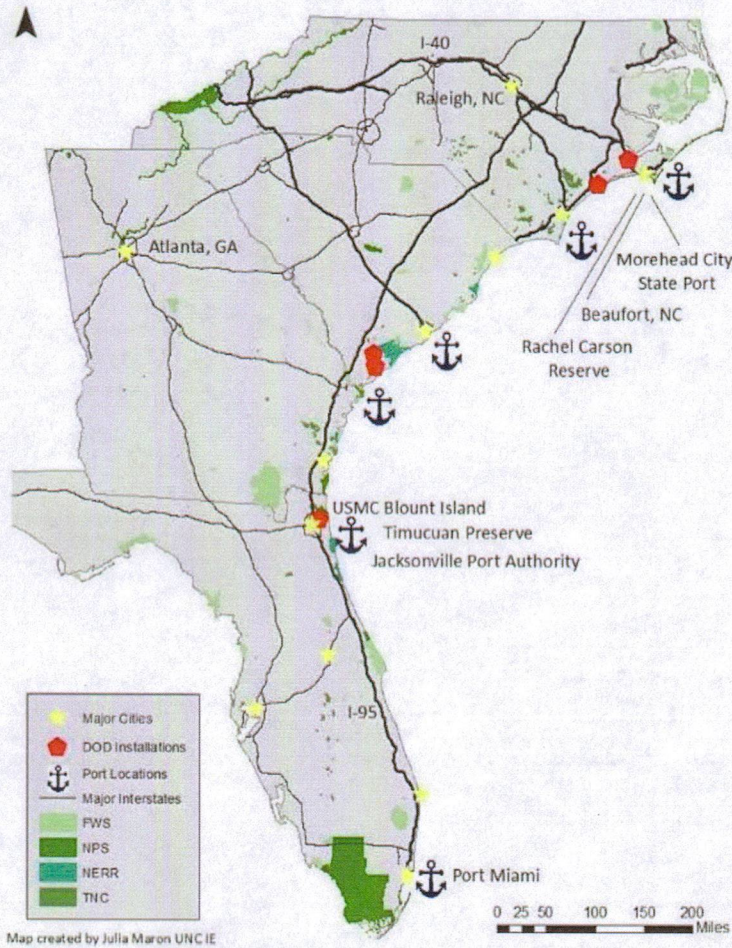 I-40
Raleigh, NC
Atlanta, GA
Morehead City
State Port
Beaufort, NC
Rachel Carson
Reserve
USMC Blount Island
Timucuan Preserve
Jacksonville Port Authority
I-95
Port Miami
Major Cities
DOD Installations
Port Locations
Major Interstates
FWS
NPS
NERR
TNC
0 25 50 100 150 200
Miles
Map created by Julia Maron UNC IE